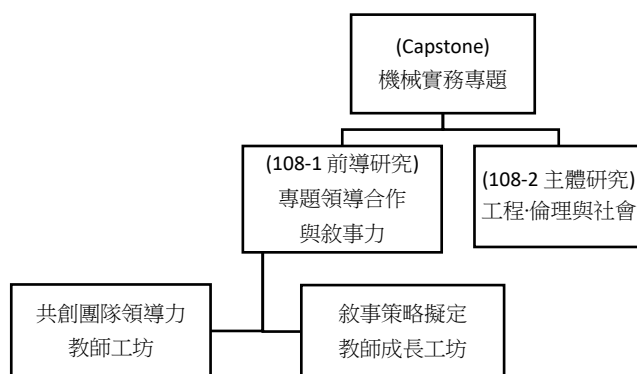 (Capstone)
機械實務專題
(108-1 前導研究)
專題領導合作
與敘事力
(108-2 主體研究)
工程·倫理與社會
共創團隊領導力
教師工坊
敘事策略擬定
教師成長工坊